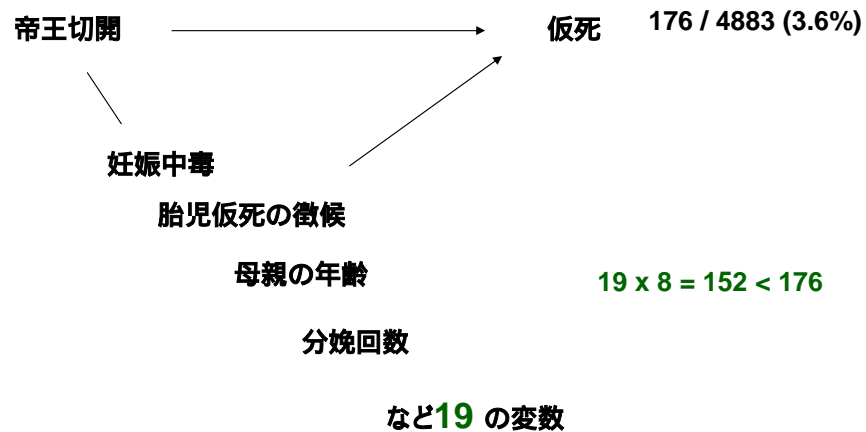 帝王切開 仮死 176 / 4883 (3.6%)
妊娠中毒
胎児仮死の徴候
母親の年齢
19 x 8 = 152 < 176
分娩回数
など19 の変数